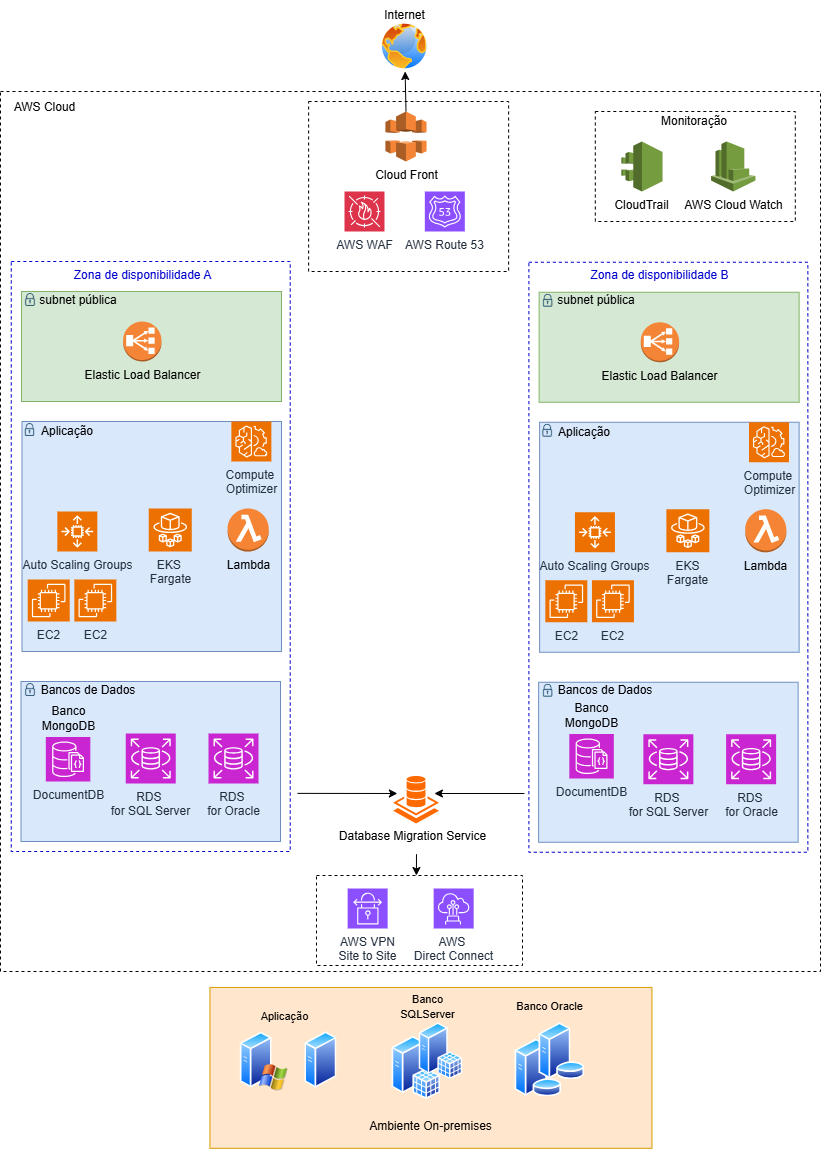 Internet
AWS Cloud
Cloud Front
AWS WAF
AWS Route 53
53
Monitoração
CloudTrail
AWS Cloud Watch
Zona de disponibilidade A
subnet pública
Elastic Load Balancer
Aplicação
Compute
Optimizer
Auto Scaling Groups
EKS
Fargate
Lambda
EC2
EC2
Bancos de Dados
Banco
MongoDB
DocumentDB
RDS
for SQL Server
RDS
for Oracle
Zona de disponibilidade B
subnet pública
Elastic Load Balancer
Aplicação
Compute
Optimizer
Auto Scaling Groups
EKS
Fargate
Lambda
EC2
EC2
Bancos de Dados
Banco
MongoDB
DocumentDB
RDS
for SQL Server
RDS
for Oracle
Database Migration Service
AWS VPN
Site to Site
AWS
Direct Connect
Aplicação
Banco
SQLServer
Banco Oracle
Ambiente On-premises